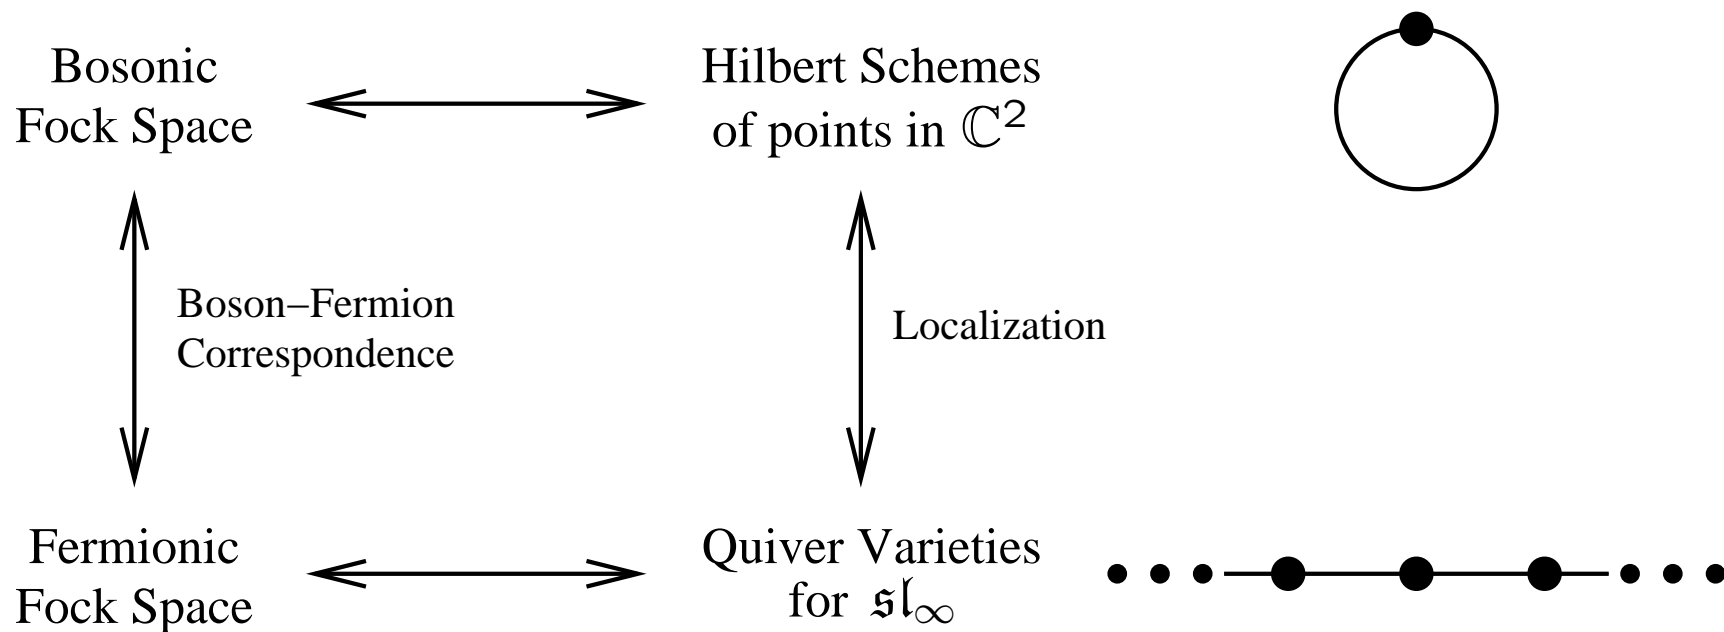 Bosonic
Fock Space
Hilbert Schemes
of points in ℂ²
Boson–Fermion
Correspondence
Localization
Fermionic
Fock Space
Quiver Varieties
for 𝔰𝔩∞